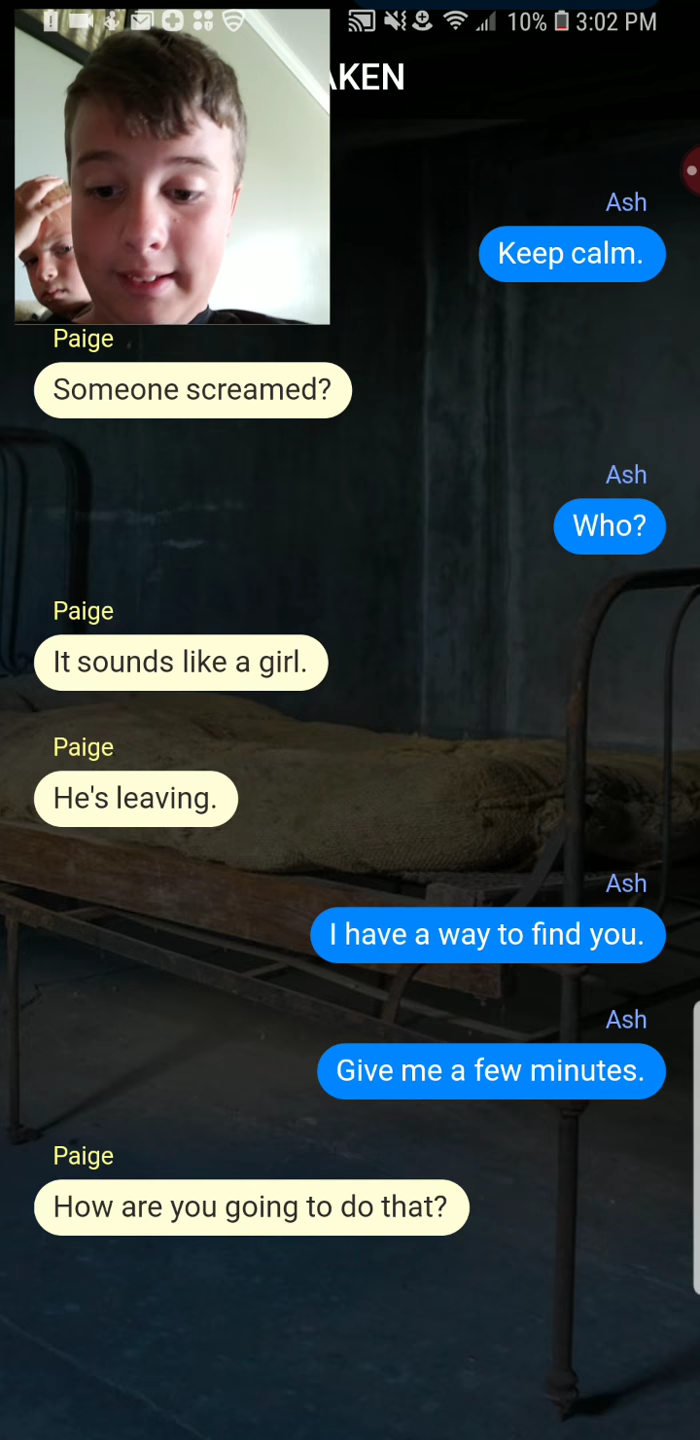 10% 3:02 PM
AKEN
Ash
Keep calm.
Paige
Someone screamed?
Ash
Who?
Paige
It sounds like a girl.
Paige
He's leaving.
Ash
I have a way to find you.
Ash
Give me a few minutes.
Paige
How are you going to do that?